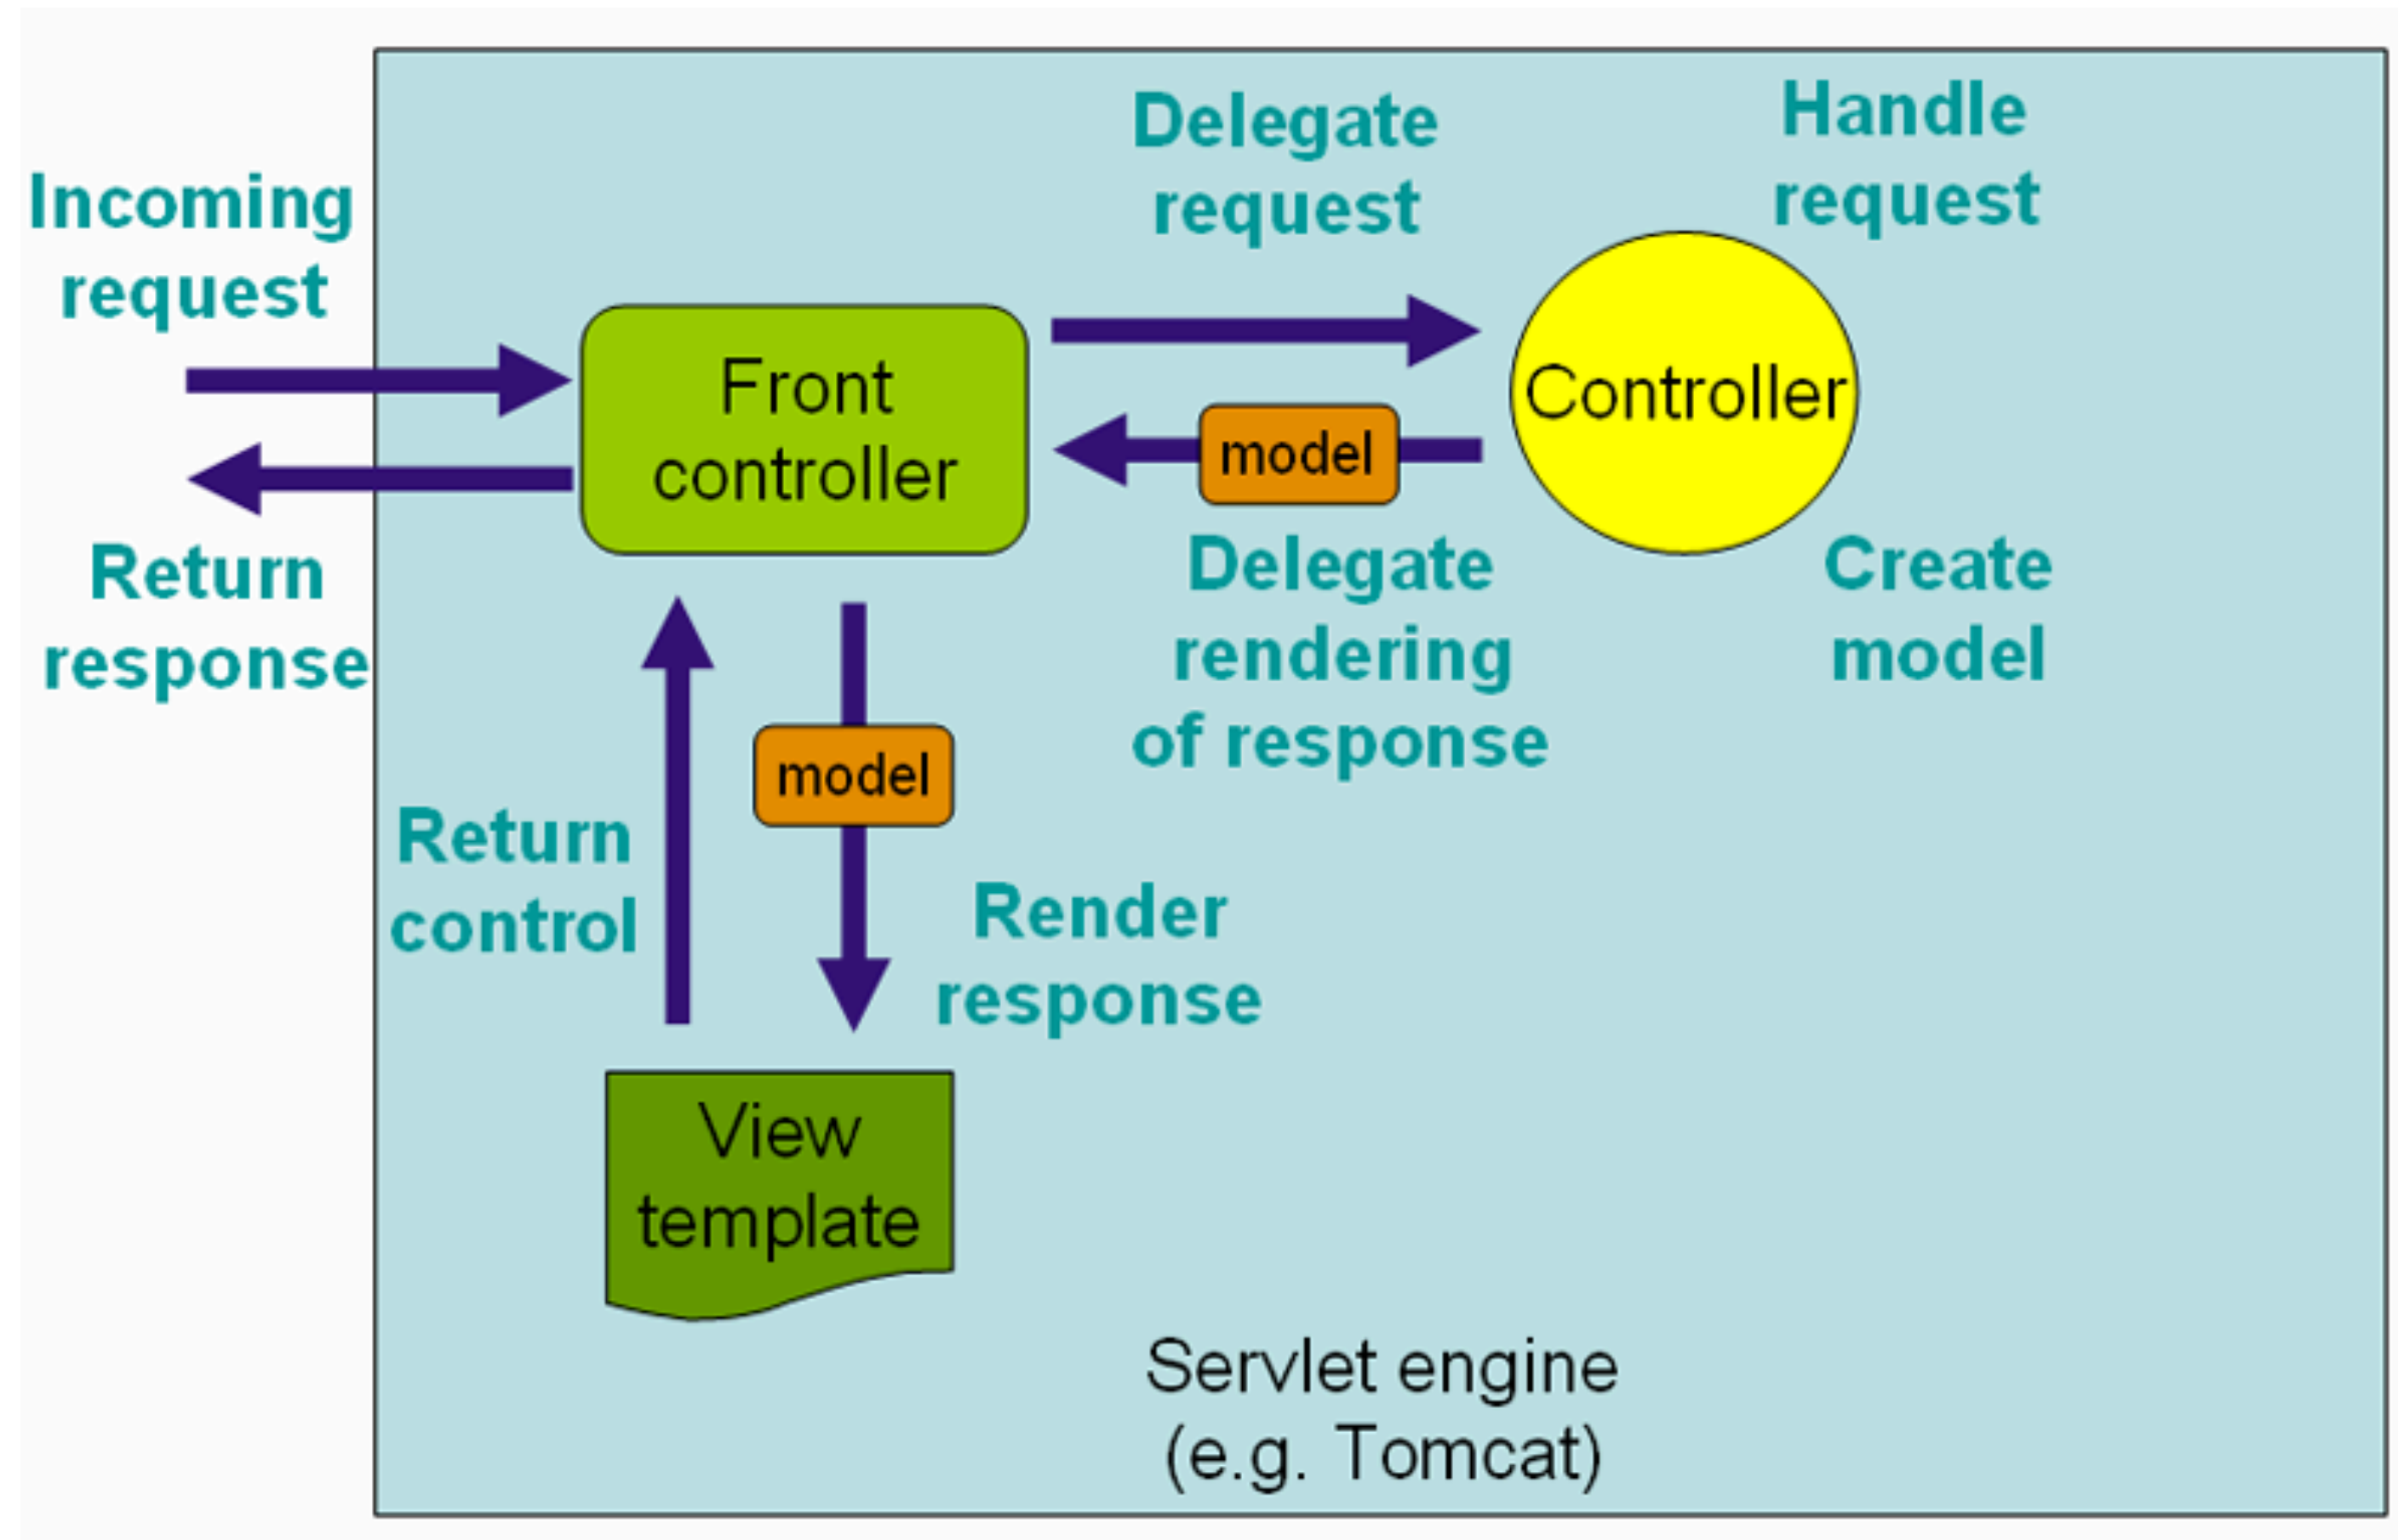 Incoming
request
Return
response
Delegate
request
Handle
request
Front
controller
Controller
model
Delegate
rendering
of response
Create
model
model
Return
control
Render
response
View
template
Servlet engine
(e.g. Tomcat)